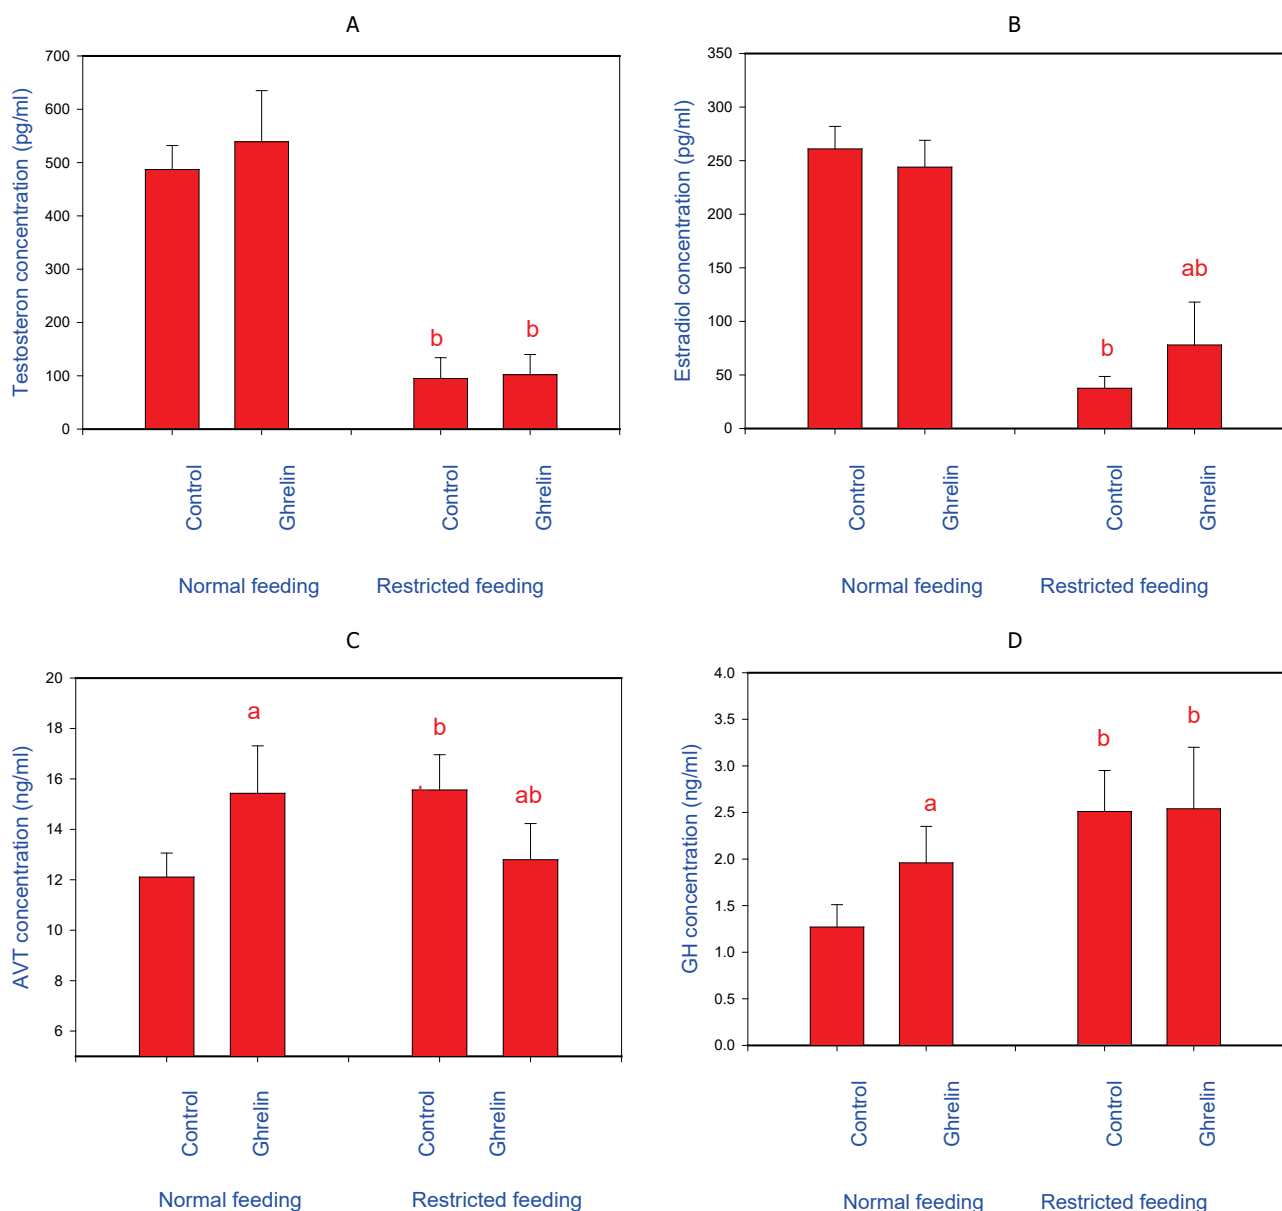 A
Testosteron concentration (pg/ml)
700
600
500
400
300
200
100
0
b
b
Control
Ghrelin
Control
Ghrelin
Normal feeding
Restricted feeding
B
Estradiol concentration (pg/ml)
350
300
250
200
150
100
50
0
b
ab
Control
Ghrelin
Control
Ghrelin
Normal feeding
Restricted feeding
C
AVT concentration (ng/ml)
20
18
16
14
12
10
8
6
a
b
ab
Control
Ghrelin
Control
Ghrelin
Normal feeding
Restricted feeding
D
GH concentration (ng/ml)
4.0
3.5
3.0
2.5
2.0
1.5
1.0
0.5
0.0
a
b
b
Control
Ghrelin
Control
Ghrelin
Normal feeding
Restricted feeding